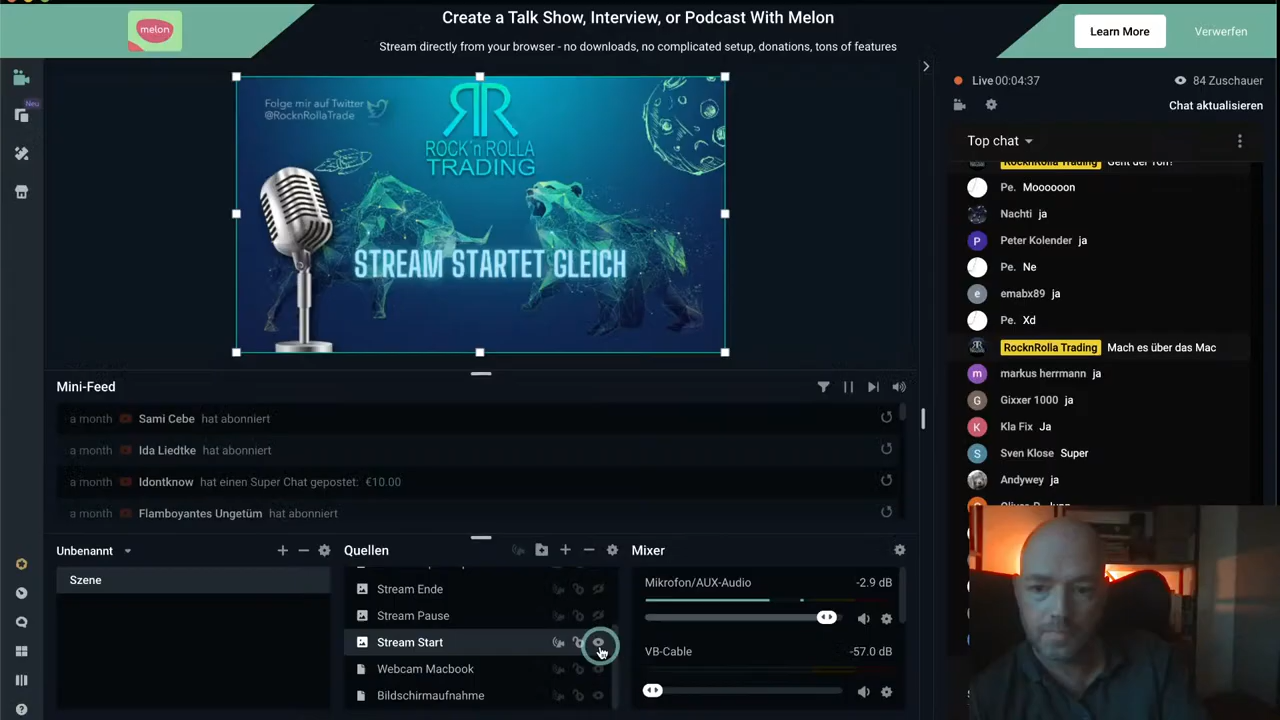 melon
Create a Talk Show, Interview, or Podcast With Melon
Stream directly from your browser - no downloads, no complicated setup, donations, tons of features
Learn More
Verwerfen
Neu
Folge mir auf Twitter
@RocknRollaTrade
RR
ROCK'n ROLLA
TRADING
STREAM STARTET GLEICH
Live 00:04:37
84 Zuschauer
Chat aktualisieren
Top chat
RocknRolla Trading Geht der Ton?
Pe. Moooooon
Nachti ja
P Peter Kolender ja
Pe. Ne
e emabx89 ja
Pe. Xd
RocknRolla Trading Mach es über das Mac
m markus herrmann ja
G Gixxer 1000 ja
K Kla Fix Ja
S Sven Klose Super
Andywey ja
Mini-Feed
a month Sami Cebe hat abonniert
a month Ida Liedtke hat abonniert
a month Idontknow hat einen Super Chat gepostet: €10.00
a month Flamboyantes Ungetüm hat abonniert
Unbenannt
Szene
Quellen
Stream Ende
Stream Pause
Stream Start
Webcam Macbook
Bildschirmaufnahme
Mixer
Mikrofon/AUX-Audio -2.9 dB
VB-Cable -57.0 dB